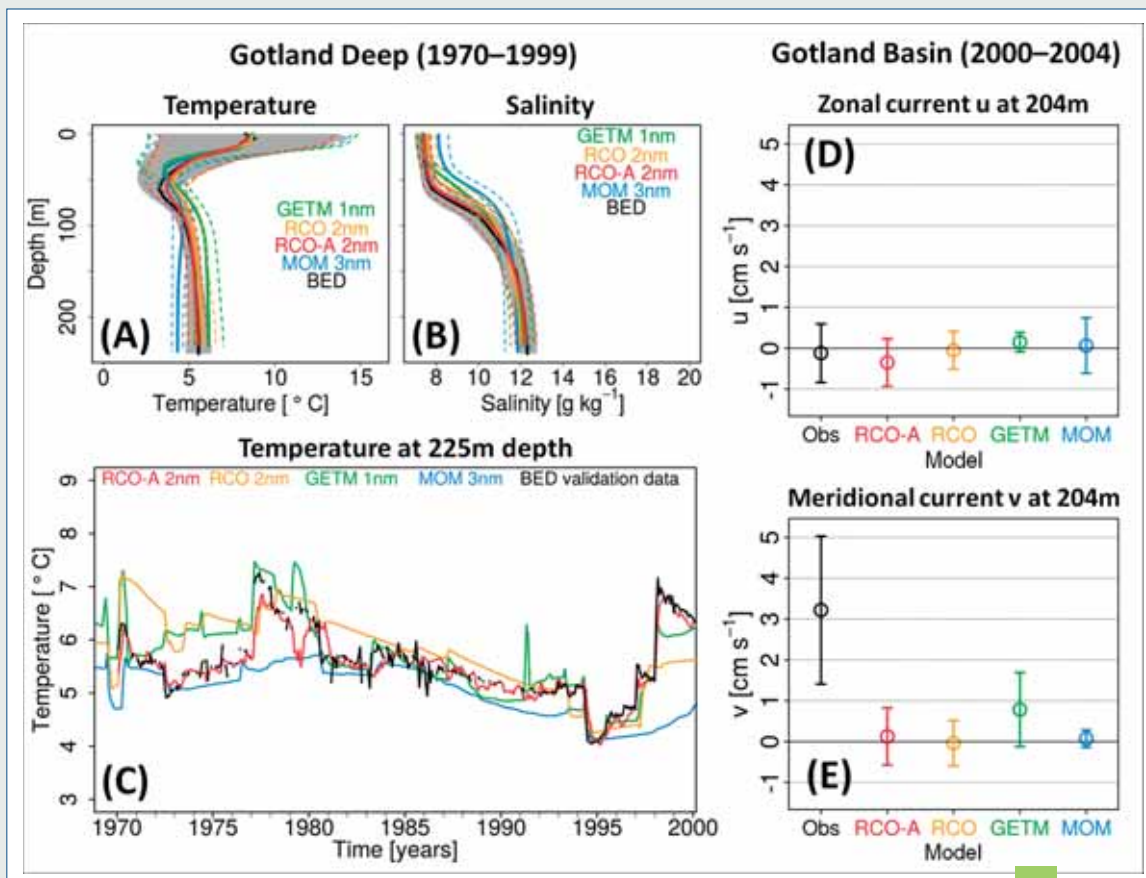 Gotland Deep (1970–1999)
Gotland Basin (2000–2004)
Temperature
Salinity
Zonal current u at 204m
0
100
200
Depth [m]
GETM 1nm
RCO 2nm
RCO-A 2nm
MOM 3nm
BED
(A)
0 5 10 15
Temperature [ ° C]
GETM 1nm
RCO 2nm
RCO-A 2nm
MOM 3nm
BED
(B)
8 10 12 14 16 18 20
Salinity [g kg⁻¹]
(D)
5
4
3
2
1
0
-1
u [cm s⁻¹]
Obs RCO-A RCO GETM MOM
Model
Temperature at 225m depth
RCO-A 2nm RCO 2nm GETM 1nm MOM 3nm BED validation data
9
8
7
6
5
4
3
Temperature [ ° C]
(C)
1970 1975 1980 1985 1990 1995 2000
Time [years]
Meridional current v at 204m
5
4
3
2
1
0
-1
v [cm s⁻¹]
(E)
Obs RCO-A RCO GETM MOM
Model